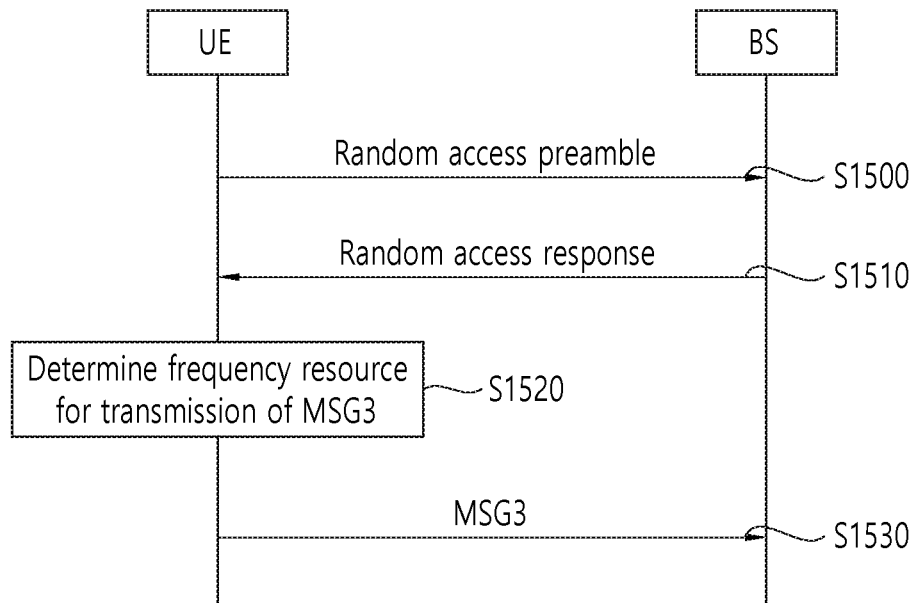 UE
BS
Random access preamble
S1500
Random access response
S1510
Determine frequency resource
for transmission of MSG3
S1520
MSG3
S1530